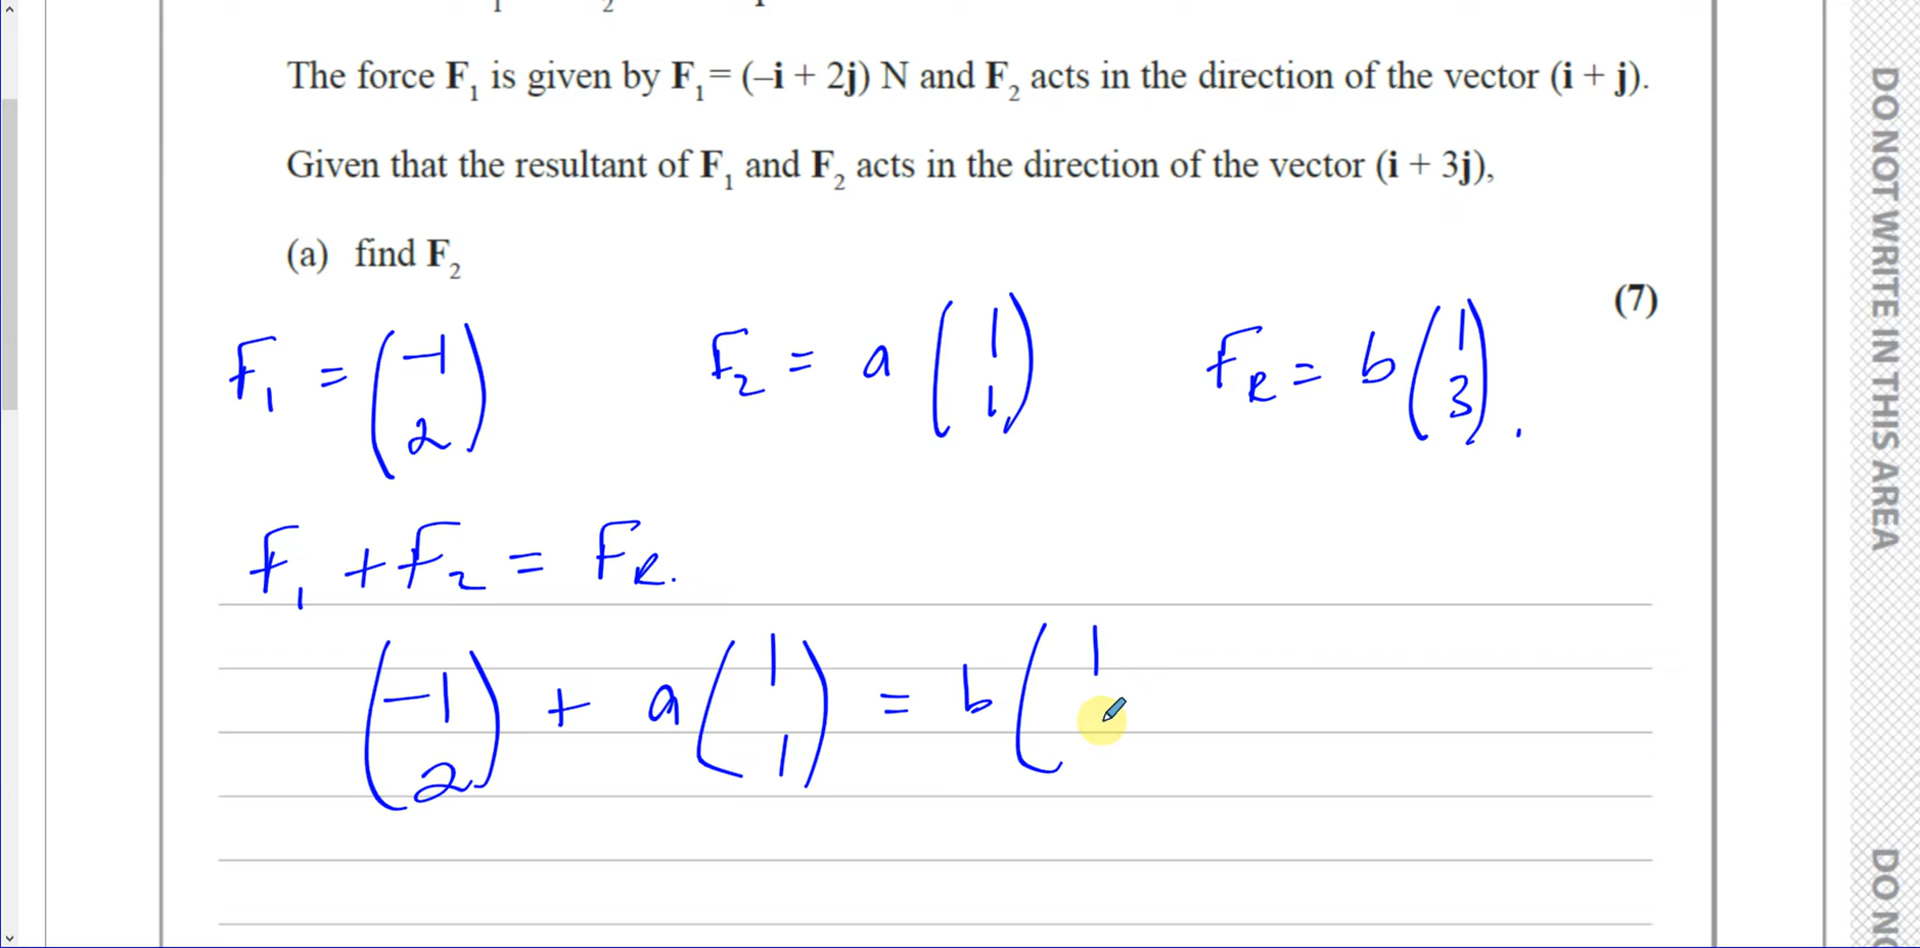 1 2
The force F₁ is given by F₁= (–i + 2j) N and F₂ acts in the direction of the vector (i + j).
Given that the resultant of F₁ and F₂ acts in the direction of the vector (i + 3j),
(a) find F₂
(7)
F₁ = (-1 2) F₂ = a (1 1) F_R = b (1 3).
F₁ + F₂ = F_R.
(-1 2) + a (1 1) = b ( 1
DO NOT WRITE IN THIS AREA
DO NO